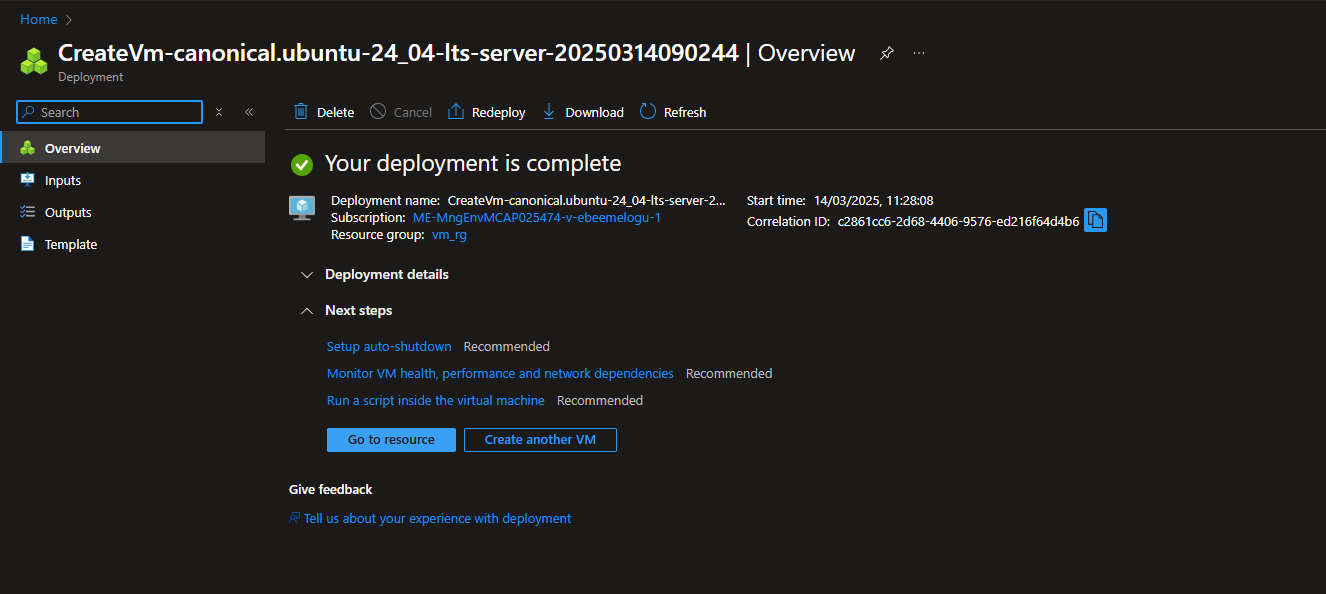 Home
CreateVm-canonical.ubuntu-24_04-lts-server-20250314090244 | Overview
Deployment
Search
Delete
Cancel
Redeploy
Download
Refresh
Overview
Inputs
Outputs
Template
Your deployment is complete
Deployment name: CreateVm-canonical.ubuntu-24_04-lts-server-2...
Subscription: ME-MngEnvMCAP025474-v-ebeemelogu-1
Resource group: vm_rg
Start time: 14/03/2025, 11:28:08
Correlation ID: c2861cc6-2d68-4406-9576-ed216f64d4b6
Deployment details
Next steps
Setup auto-shutdown Recommended
Monitor VM health, performance and network dependencies Recommended
Run a script inside the virtual machine Recommended
Go to resource
Create another VM
Give feedback
Tell us about your experience with deployment